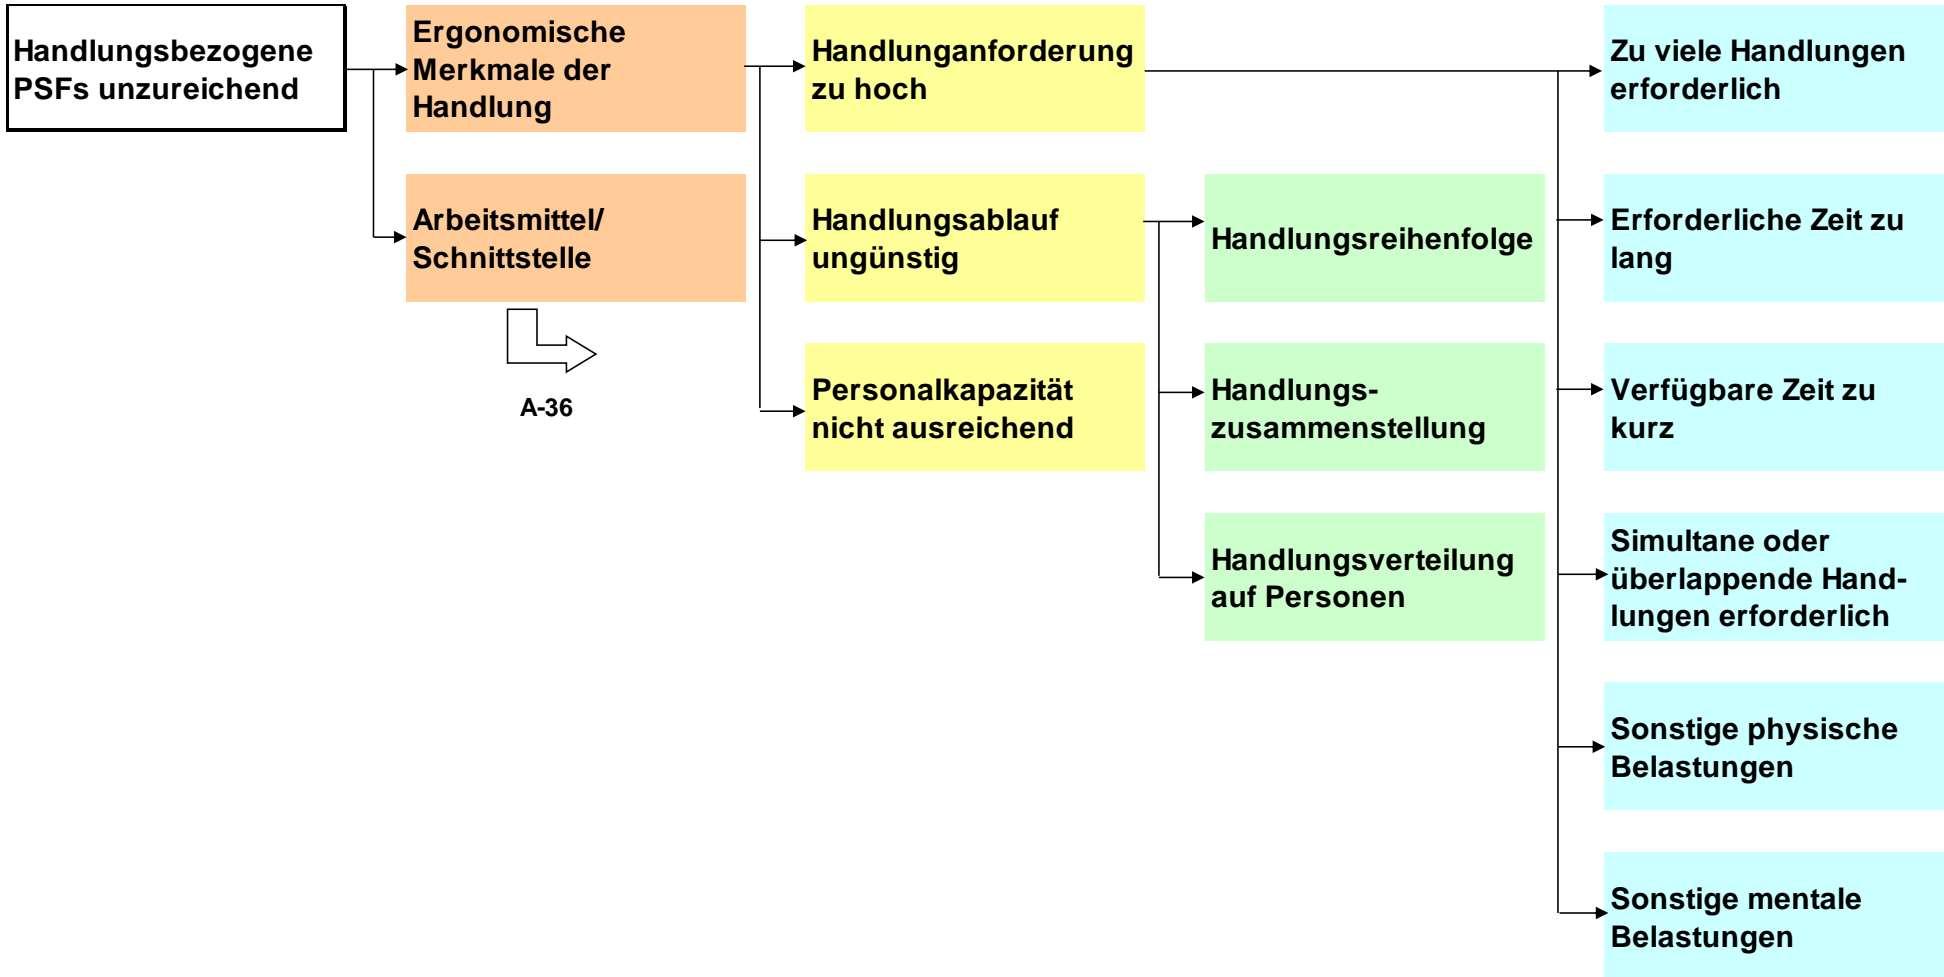 Handlungsbezogene
PSFs unzureichend
Ergonomische
Merkmale der
Handlung
Arbeitsmittel/
Schnittstelle
A-36
Handlunganforderung
zu hoch
Handlungsablauf
ungünstig
Personalkapazität
nicht ausreichend
Handlungsreihenfolge
Handlungs-
zusammenstellung
Handlungsverteilung
auf Personen
Zu viele Handlungen
erforderlich
Erforderliche Zeit zu
lang
Verfügbare Zeit zu
kurz
Simultane oder
überlappende Hand-
lungen erforderlich
Sonstige physische
Belastungen
Sonstige mentale
Belastungen